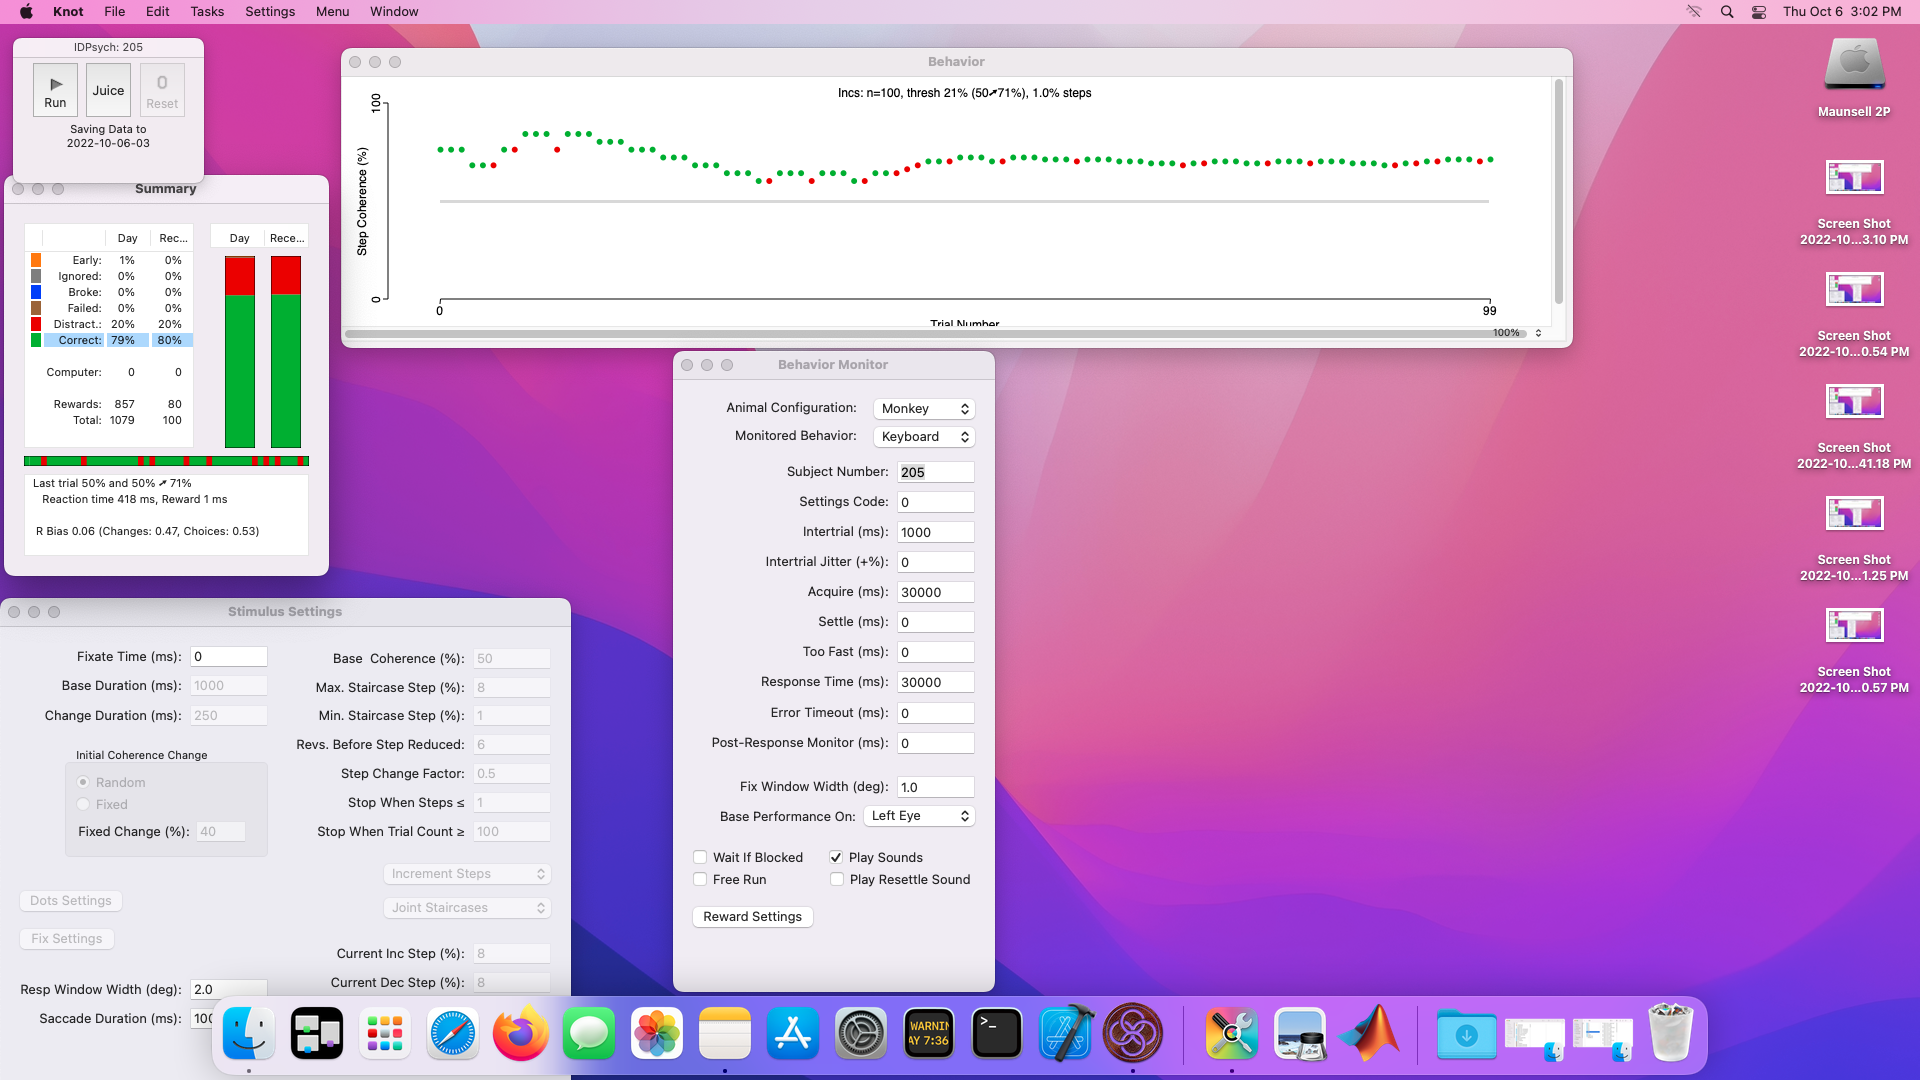 Knot File Edit Tasks Settings Menu Window
Thu Oct 6 3:02 PM
IDPsych: 205
Run
Juice
0
Reset
Saving Data to
2022-10-06-03
Summary
Day Rec...
Early: 1% 0%
Ignored: 0% 0%
Broke: 0% 0%
Failed: 0% 0%
Distract.: 20% 20%
Correct: 79% 80%
Computer: 0 0
Rewards: 857 80
Total: 1079 100
Day Rece...
Last trial 50% and 50% ➚ 71%
Reaction time 418 ms, Reward 1 ms
R Bias 0.06 (Changes: 0.47, Choices: 0.53)
Behavior
Incs: n=100, thresh 21% (50➚71%), 1.0% steps
Step Coherence (%)
100
0
0
99
Trial Number
100%
Behavior Monitor
Animal Configuration: Monkey
Monitored Behavior: Keyboard
Subject Number: 205
Settings Code: 0
Intertrial (ms): 1000
Intertrial Jitter (+%): 0
Acquire (ms): 30000
Settle (ms): 0
Too Fast (ms): 0
Response Time (ms): 30000
Error Timeout (ms): 0
Post-Response Monitor (ms): 0
Fix Window Width (deg): 1.0
Base Performance On: Left Eye
Wait If Blocked
Play Sounds
Free Run
Play Resettle Sound
Reward Settings
Stimulus Settings
Fixate Time (ms): 0
Base Duration (ms): 1000
Change Duration (ms): 250
Initial Coherence Change
Random
Fixed
Fixed Change (%): 40
Dots Settings
Fix Settings
Resp Window Width (deg): 2.0
Saccade Duration (ms): 100
Base Coherence (%): 50
Max. Staircase Step (%): 8
Min. Staircase Step (%): 1
Revs. Before Step Reduced: 6
Step Change Factor: 0.5
Stop When Steps ≤ 1
Stop When Trial Count ≥ 100
Increment Steps
Joint Staircases
Current Inc Step (%): 8
Current Dec Step (%): 8
Maunsell 2P
Screen Shot
2022-10...3.10 PM
Screen Shot
2022-10...0.54 PM
Screen Shot
2022-10...41.18 PM
Screen Shot
2022-10...1.25 PM
Screen Shot
2022-10...0.57 PM
WARNIN
AY 7:36
>_